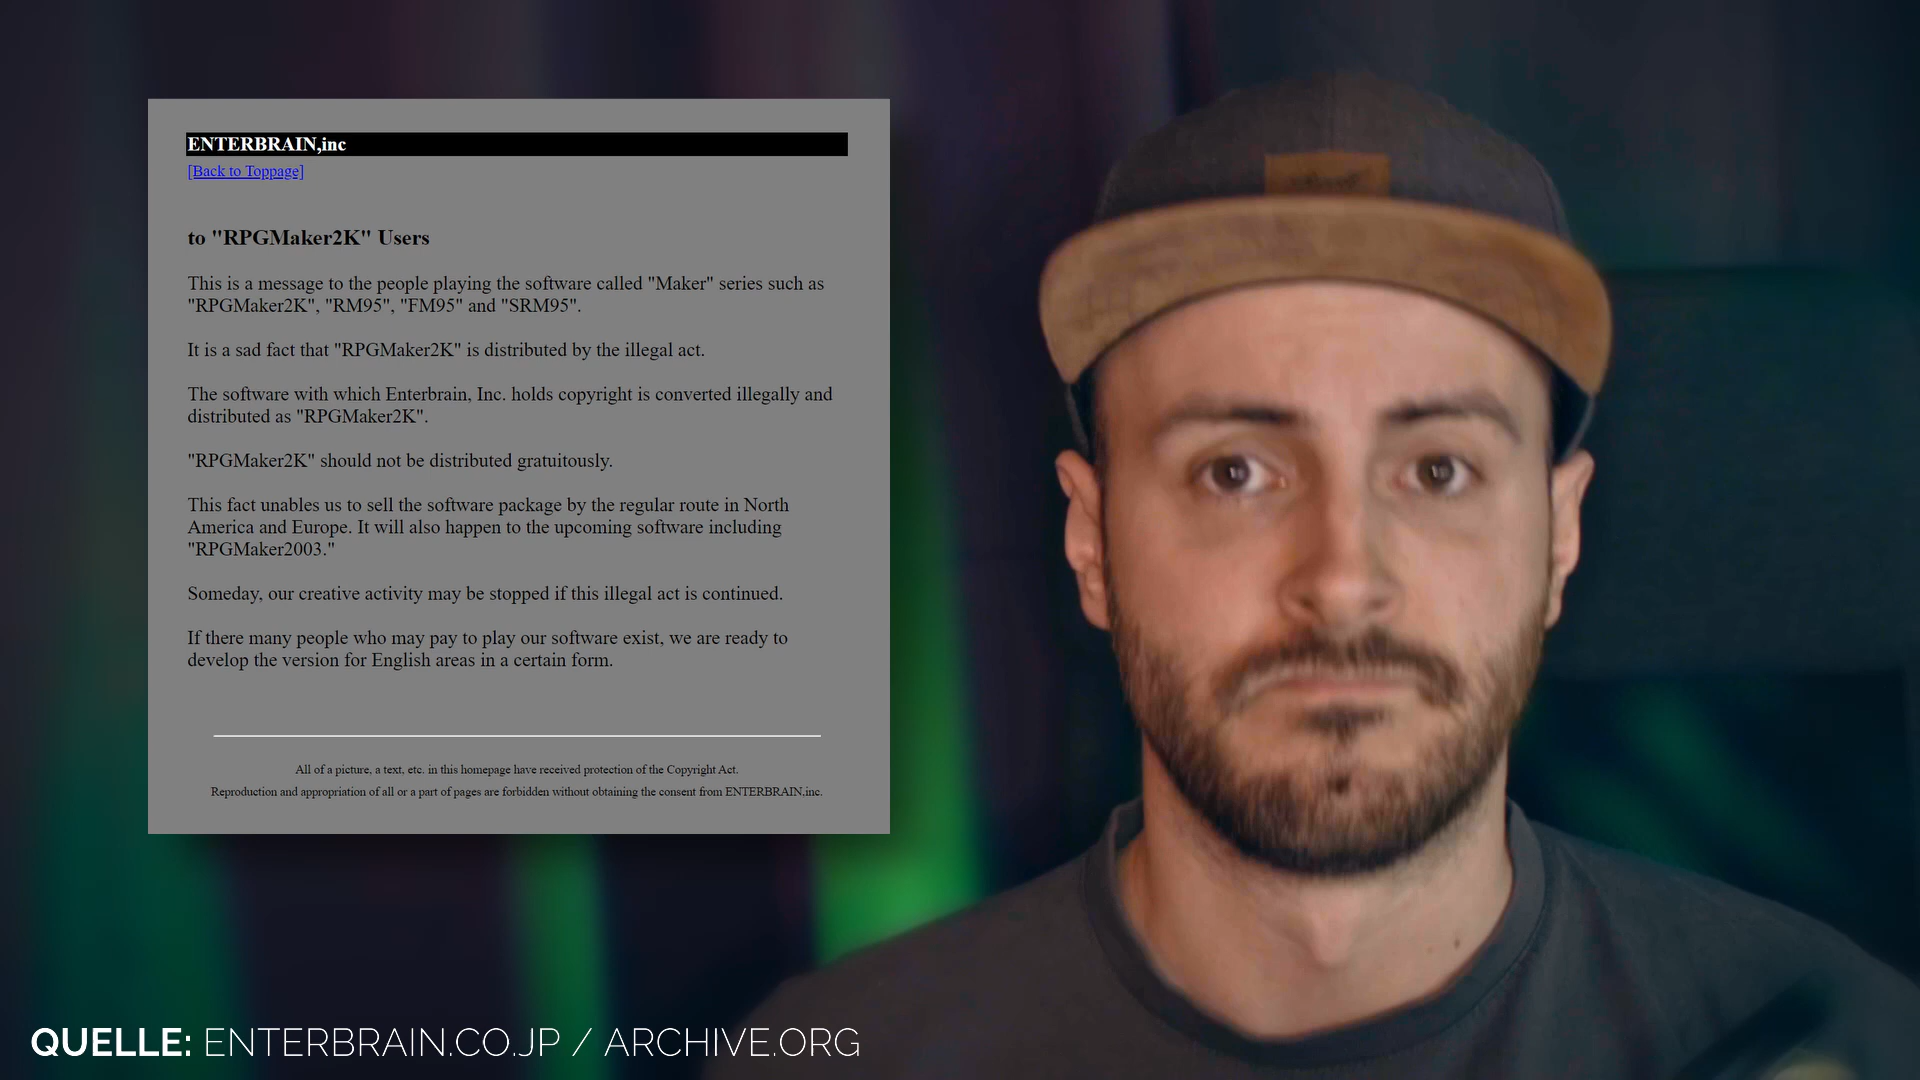 ENTERBRAIN,inc
[Back to Toppage]
to "RPGMaker2K" Users
This is a message to the people playing the software called "Maker" series such as
"RPGMaker2K", "RM95", "FM95" and "SRM95".
It is a sad fact that "RPGMaker2K" is distributed by the illegal act.
The software with which Enterbrain, Inc. holds copyright is converted illegally and
distributed as "RPGMaker2K".
"RPGMaker2K" should not be distributed gratuitously.
This fact unables us to sell the software package by the regular route in North
America and Europe. It will also happen to the upcoming software including
"RPGMaker2003."
Someday, our creative activity may be stopped if this illegal act is continued.
If there many people who may pay to play our software exist, we are ready to
develop the version for English areas in a certain form.
All of a picture, a text, etc. in this homepage have received protection of the Copyright Act.
Reproduction and appropriation of all or a part of pages are forbidden without obtaining the consent from ENTERBRAIN,inc.
QUELLE: ENTERBRAIN.CO.JP / ARCHIVE.ORG